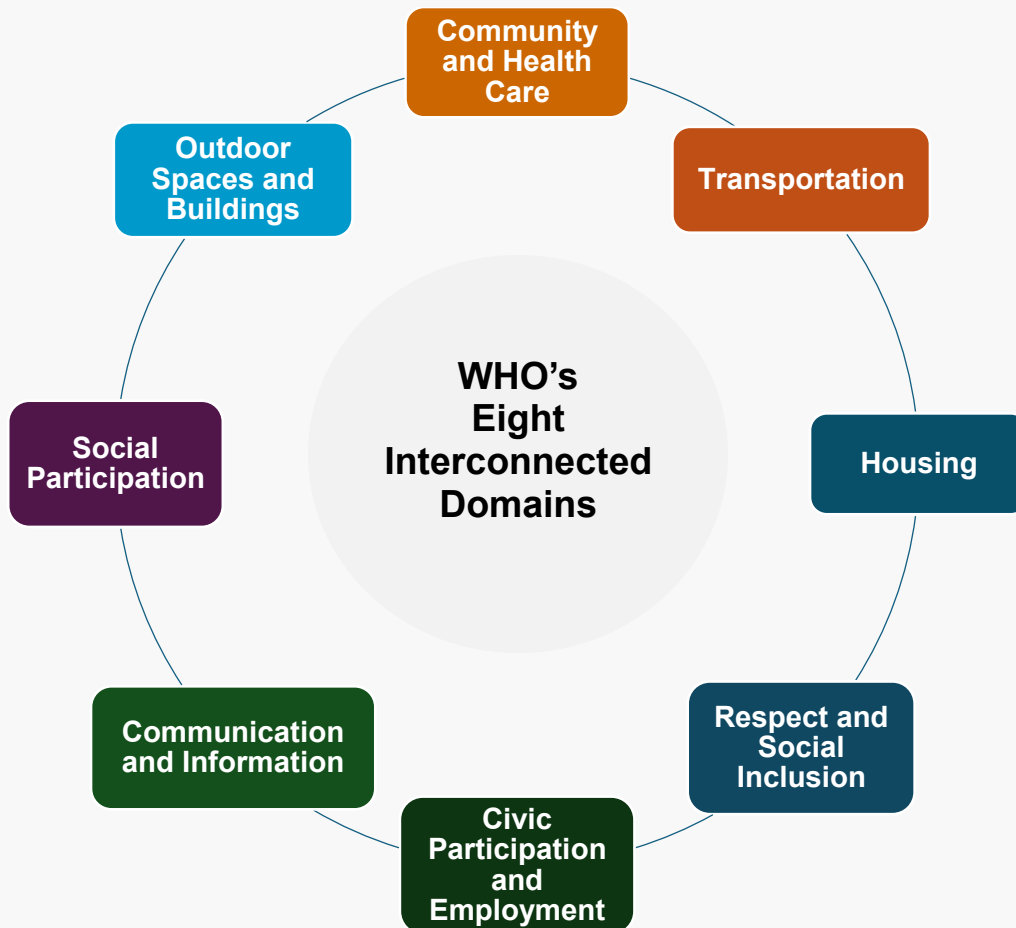 Community
and Health
Care
Outdoor
Spaces and
Buildings
Transportation
WHO’s
Eight
Interconnected
Domains
Social
Participation
Housing
Communication
and Information
Respect and
Social
Inclusion
Civic
Participation
and
Employment